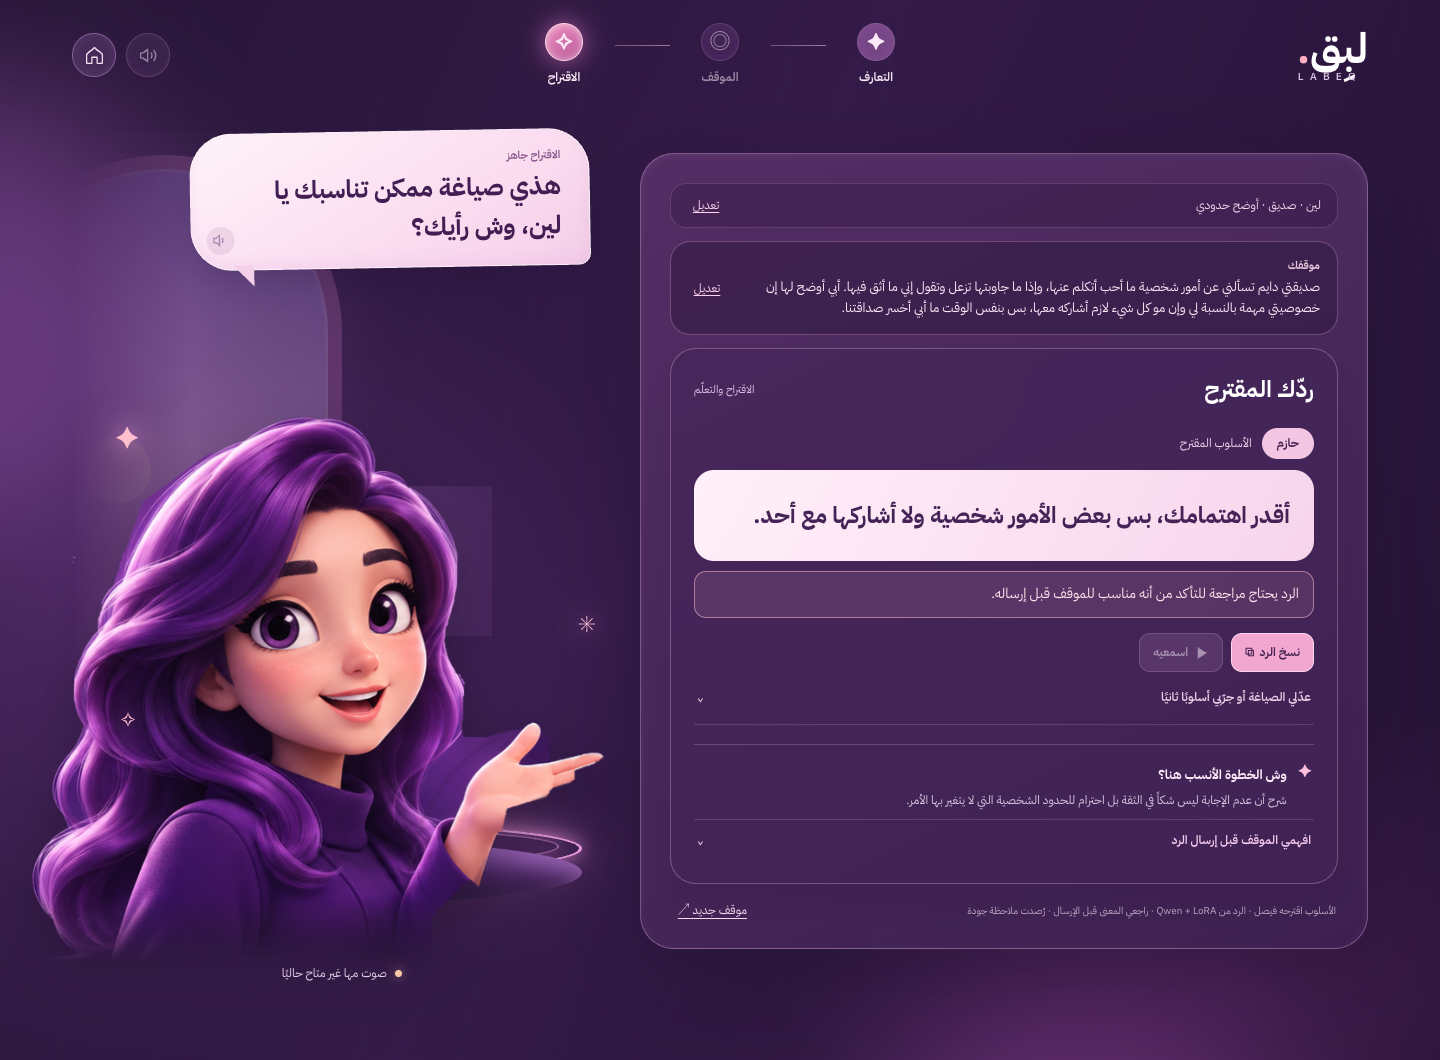 لبق.
LABEQ
التعارف
الموقف
الاقتراح
الاقتراح جاهز
هذي صياغة ممكن تناسبك يا
لين، وش رأيك؟
لين · صديق · أوضح حدودي
تعديل
موقفك
صديقتي دايم تسألني عن أمور شخصية ما أحب أتكلم عنها، وإذا ما جاوبتها تزعل وتقول إني ما أثق فيها. أبي أوضح لها إن
خصوصيتي مهمة بالنسبة لي وإن مو كل شيء لازم أشاركه معها، بس بنفس الوقت ما أبي أخسر صداقتنا.
تعديل
ردّك المقترح
الاقتراح والتعلّم
حازم
الأسلوب المقترح
أقدر اهتمامك، بس بعض الأمور شخصية ولا أشاركها مع أحد.
الرد يحتاج مراجعة للتأكد من أنه مناسب للموقف قبل إرساله.
نسخ الرد
اسمعيه
عدّلي الصياغة أو جرّبي أسلوبًا ثانيًا
وش الخطوة الأنسب هنا؟
شرح أن عدم الإجابة ليس شكاً في الثقة بل احترام للحدود الشخصية التي لا يتغير بها الأمر.
افهمي الموقف قبل إرسال الرد
الأسلوب اقترحه فيصل · الرد من Qwen + LoRA · راجعي المعنى قبل الإرسال · رُصدت ملاحظة جودة
موقف جديد ↗
صوت مها غير متاح حاليًا